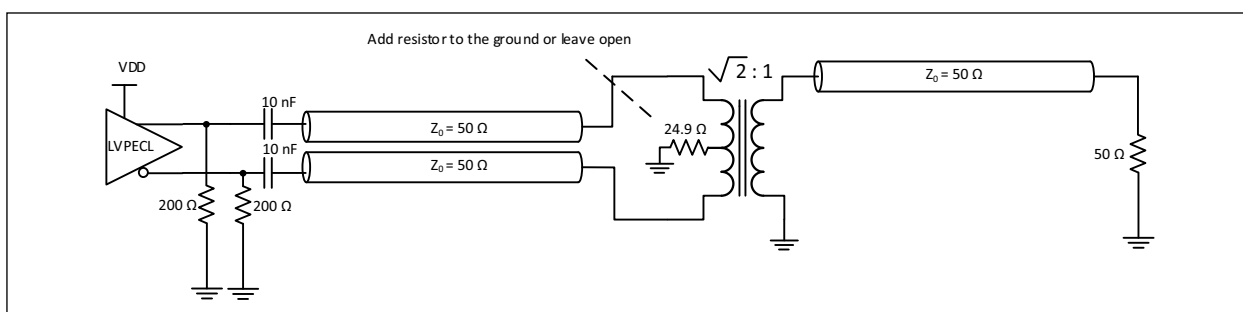 Add resistor to the ground or leave open
VDD
√2 : 1
Z₀ = 50 Ω
10 nF
LVPECL
Z₀ = 50 Ω
24.9 Ω
10 nF
Z₀ = 50 Ω
50 Ω
200 Ω
200 Ω